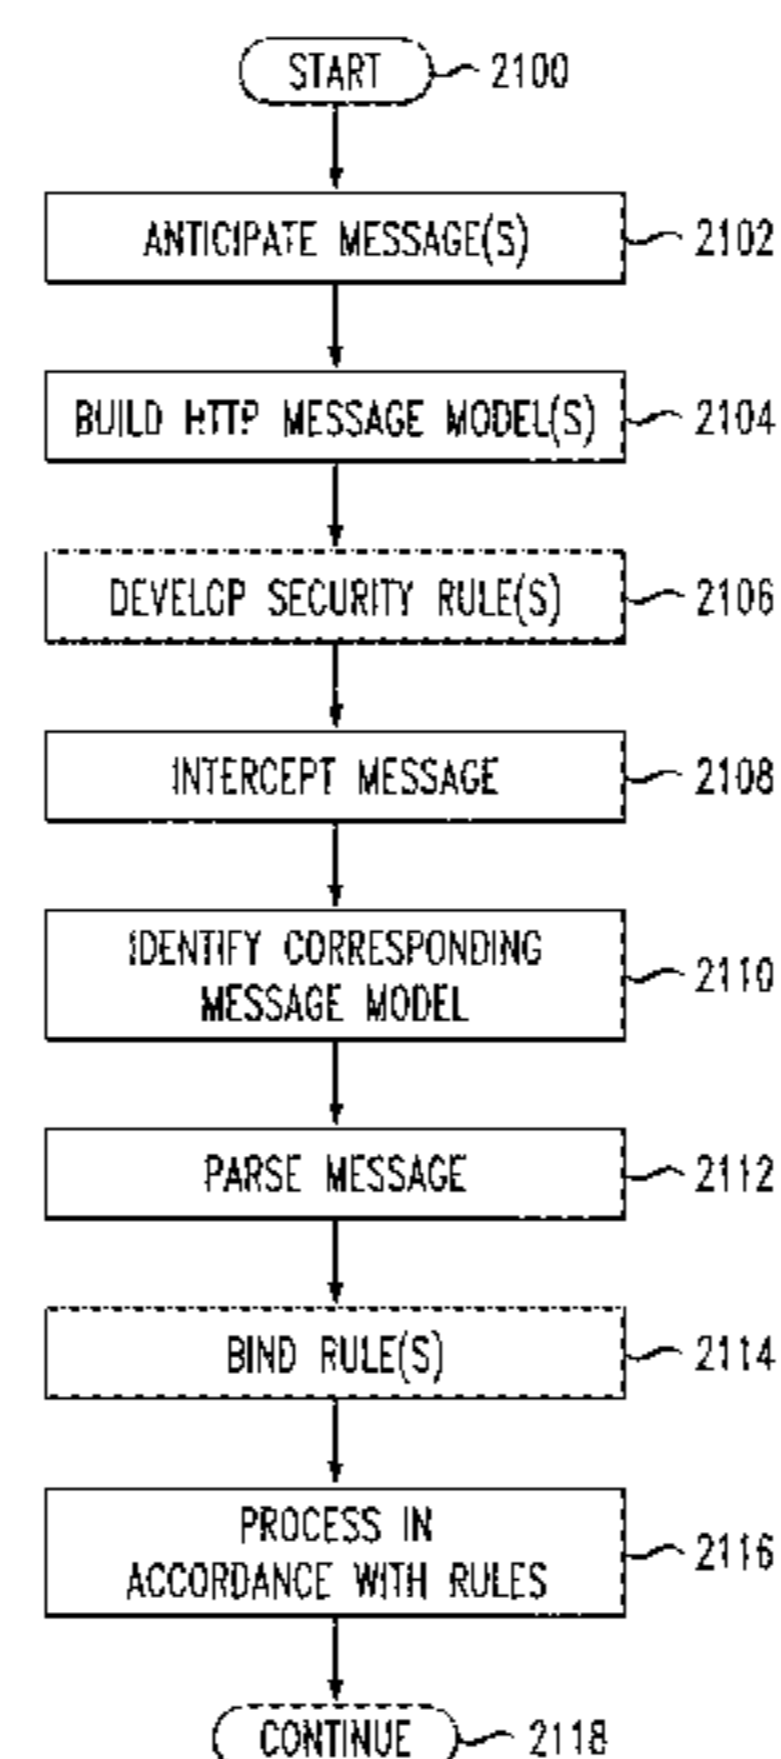 START 2100
ANTICIPATE MESSAGE(S) 2102
BUILD HTTP MESSAGE MODEL(S) 2104
DEVELOP SECURITY RULE(S) 2106
INTERCEPT MESSAGE 2108
IDENTIFY CORRESPONDING
MESSAGE MODEL
2110
PARSE MESSAGE 2112
BIND RULE(S) 2114
PROCESS IN
ACCORDANCE WITH RULES
2116
CONTINUE 2118